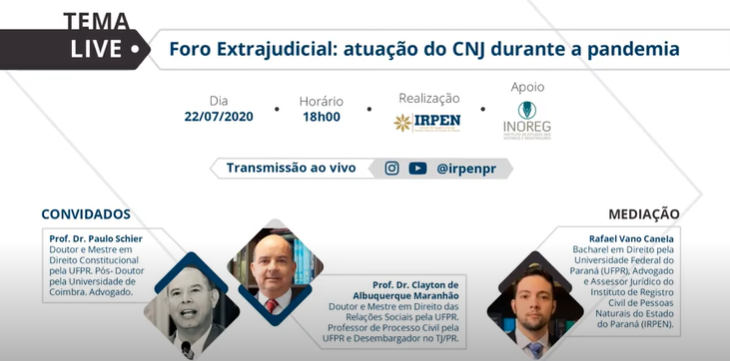 TEMA
LIVE
Foro Extrajudicial: atuação do CNJ durante a pandemia
Dia
22/07/2020
Horário
18h00
Realização
IRPEN
Apoio
INOREG
Transmissão ao vivo
@irpenpr
CONVIDADOS
Prof. Dr. Paulo Schier
Doutor e Mestre em
Direito Constitucional
pela UFPR. Pós- Doutor
pela Universidade de
Coimbra. Advogado.
Prof. Dr. Clayton de
Albuquerque Maranhão
Doutor e Mestre em Direito das
Relações Sociais pela UFPR.
Professor de Processo Civil pela
UFPR e Desembargador no TJ/PR.
MEDIAÇÃO
Rafael Vano Canela
Bacharel em Direito pela
Universidade Federal do
Paraná (UFPR), Advogado
e Assessor Jurídico do
Instituto de Registro
Civil de Pessoas
Naturais do Estado
do Paraná (IRPEN).